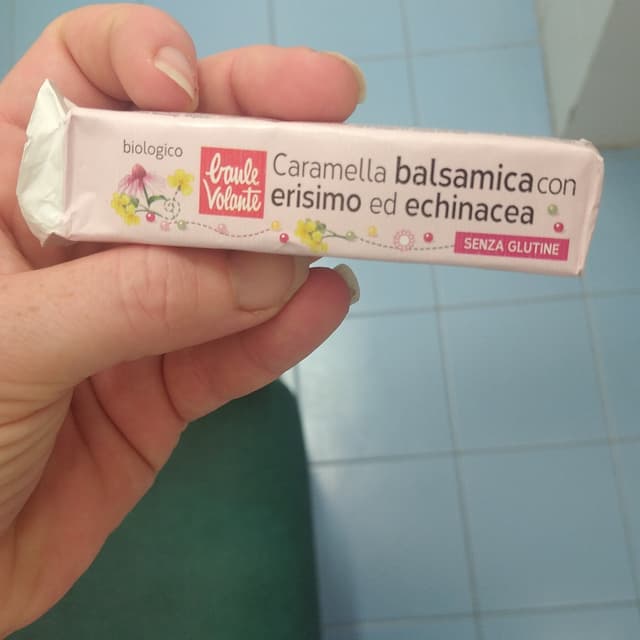 biologico
baule
Volante
Caramella balsamica con
erisimo ed echinacea
SENZA GLUTINE